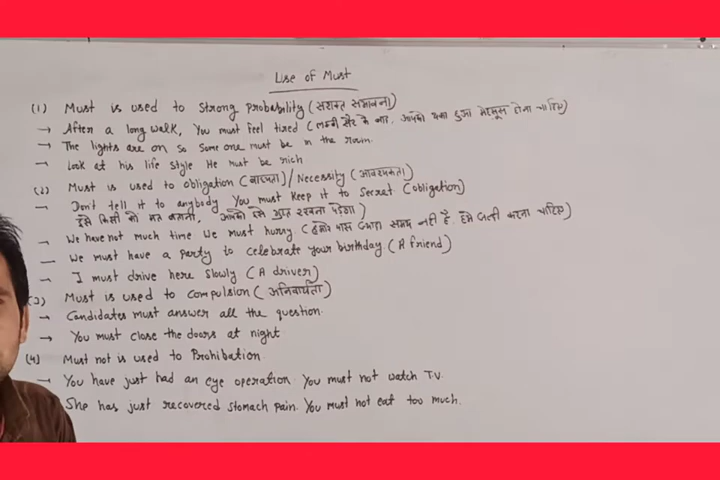 Use of Must
(1) Must is used to Strong probability (सशक्त संभावना)
→ After a long walk, You must feel tired (लम्बी सैर के बाद, आपको थका हुआ महसूस होना चाहिए)
→ The lights are on so Some one must be in the room.
→ Look at his life style He must be rich
(2) Must is used to obligation (बाध्यता) / Necessity (आवश्यकता)
→ Don't tell it to anybody You must Keep it to Secrat (obligation)
इसे किसी को मत बताना, आपको इसे गुप्त रखना पड़ेगा)
→ We have not much time We must hurry (हमारे पास ज्यादा समय नहीं है. हमें जल्दी करना चाहिए)
— We must have a party to celebrate your birthday (A friend)
→ I must drive here slowly (A driver)
(3) Must is used to compulsion (अनिवार्यता)
→ Candidates must answer all the question.
→ You must close the doors at night
(4) Must not is used to Prohibation.
→ You have just had an eye operation. You must not watch T.V.
She has just recovered stomach pain. You must not eat too much.